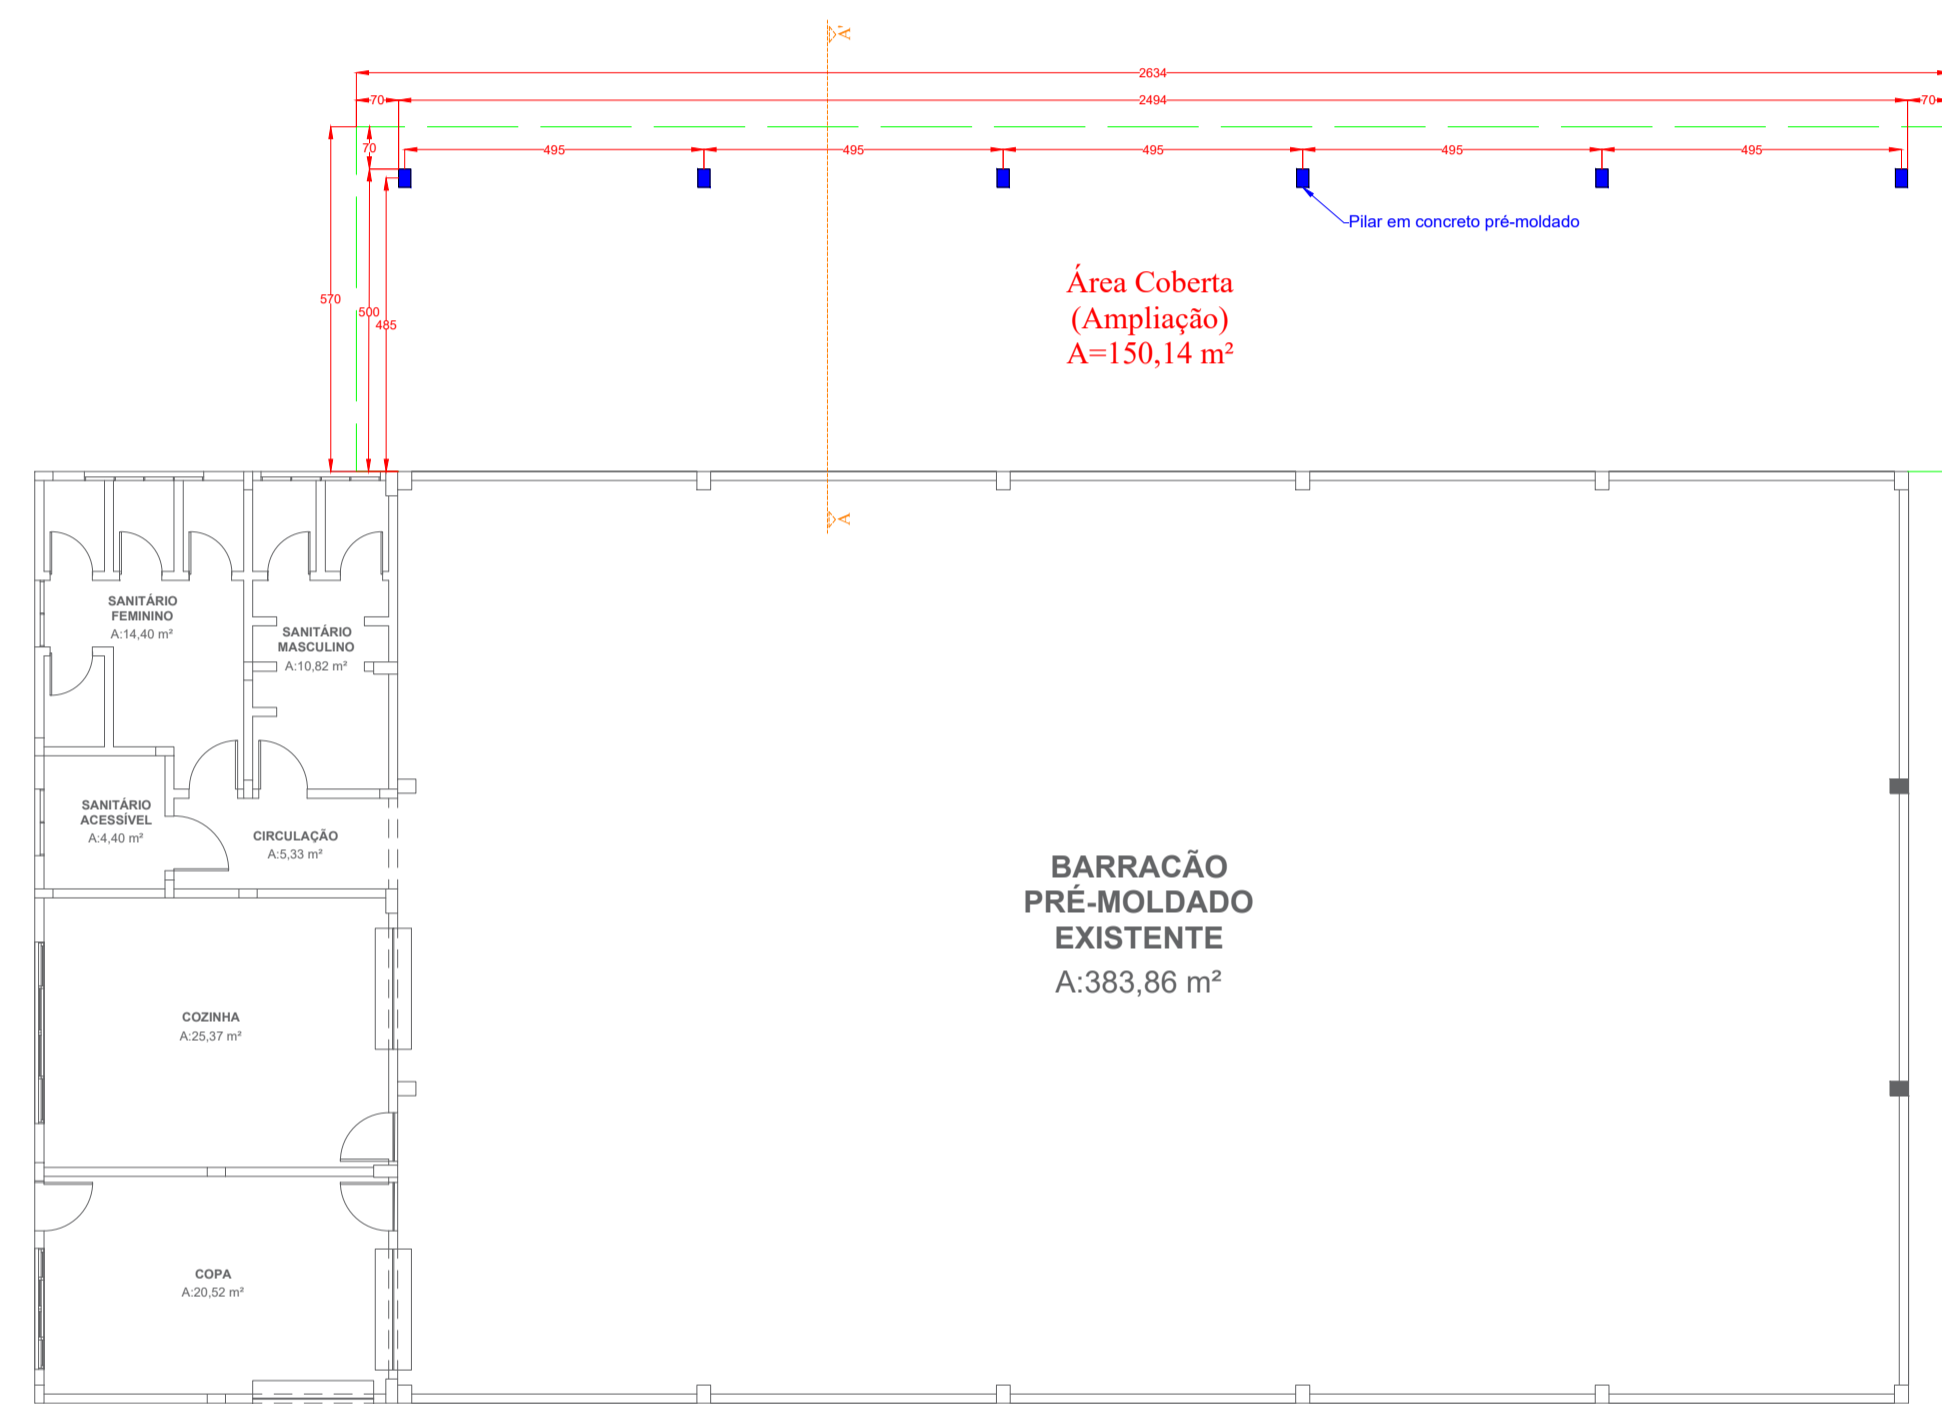 A'
2634
70
2494
70
70
495
495
495
495
495
Pilar em concreto pré-moldado
570
500
485
Área Coberta
(Ampliação)
A=150,14 m²
A
SANITÁRIO
FEMININO
A:14,40 m²
SANITÁRIO
MASCULINO
A:10,82 m²
SANITÁRIO
ACESSÍVEL
A:4,40 m²
CIRCULAÇÃO
A:5,33 m²
BARRACÃO
PRÉ-MOLDADO
EXISTENTE
A:383,86 m²
COZINHA
A:25,37 m²
COPA
A:20,52 m²